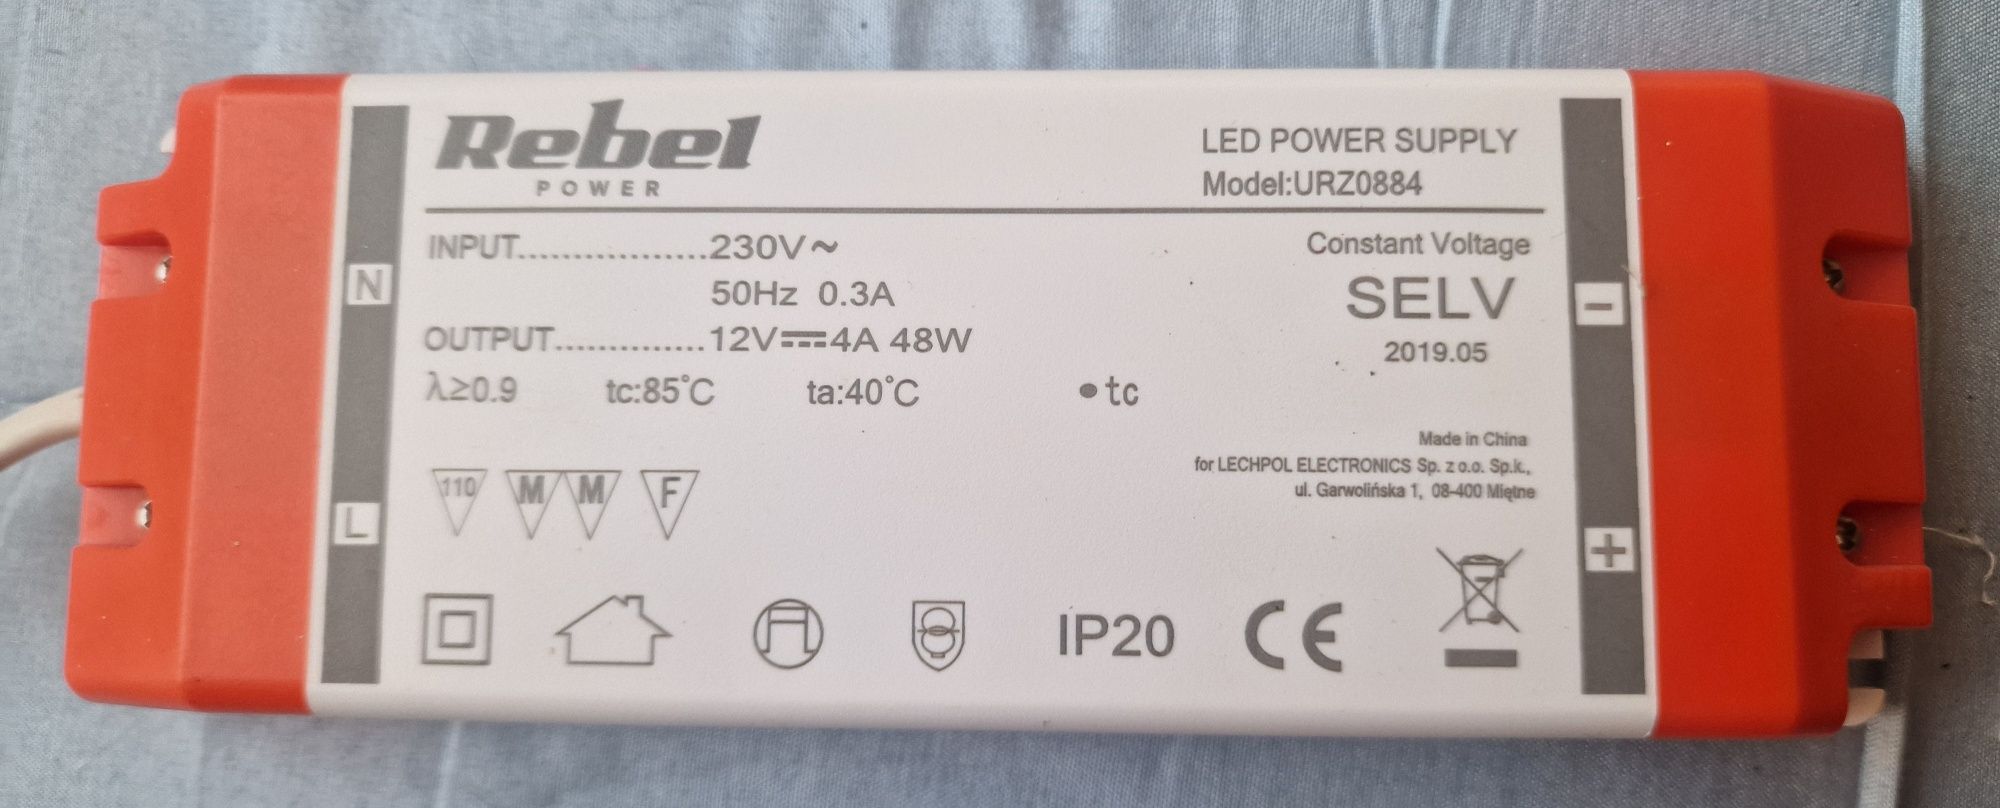 Rebel
POWER
LED POWER SUPPLY
Model:URZ0884
INPUT.................230V~
50Hz 0.3A
OUTPUT..............12V⎓4A 48W
λ≥0.9 tc:85°C ta:40°C •tc
Constant Voltage
SELV
2019.05
Made in China
for LECHPOL ELECTRONICS Sp. z o.o. Sp.k.,
ul. Garwolińska 1, 08-400 Miętne
N
L
-
+
110 M M F
IP20 CE